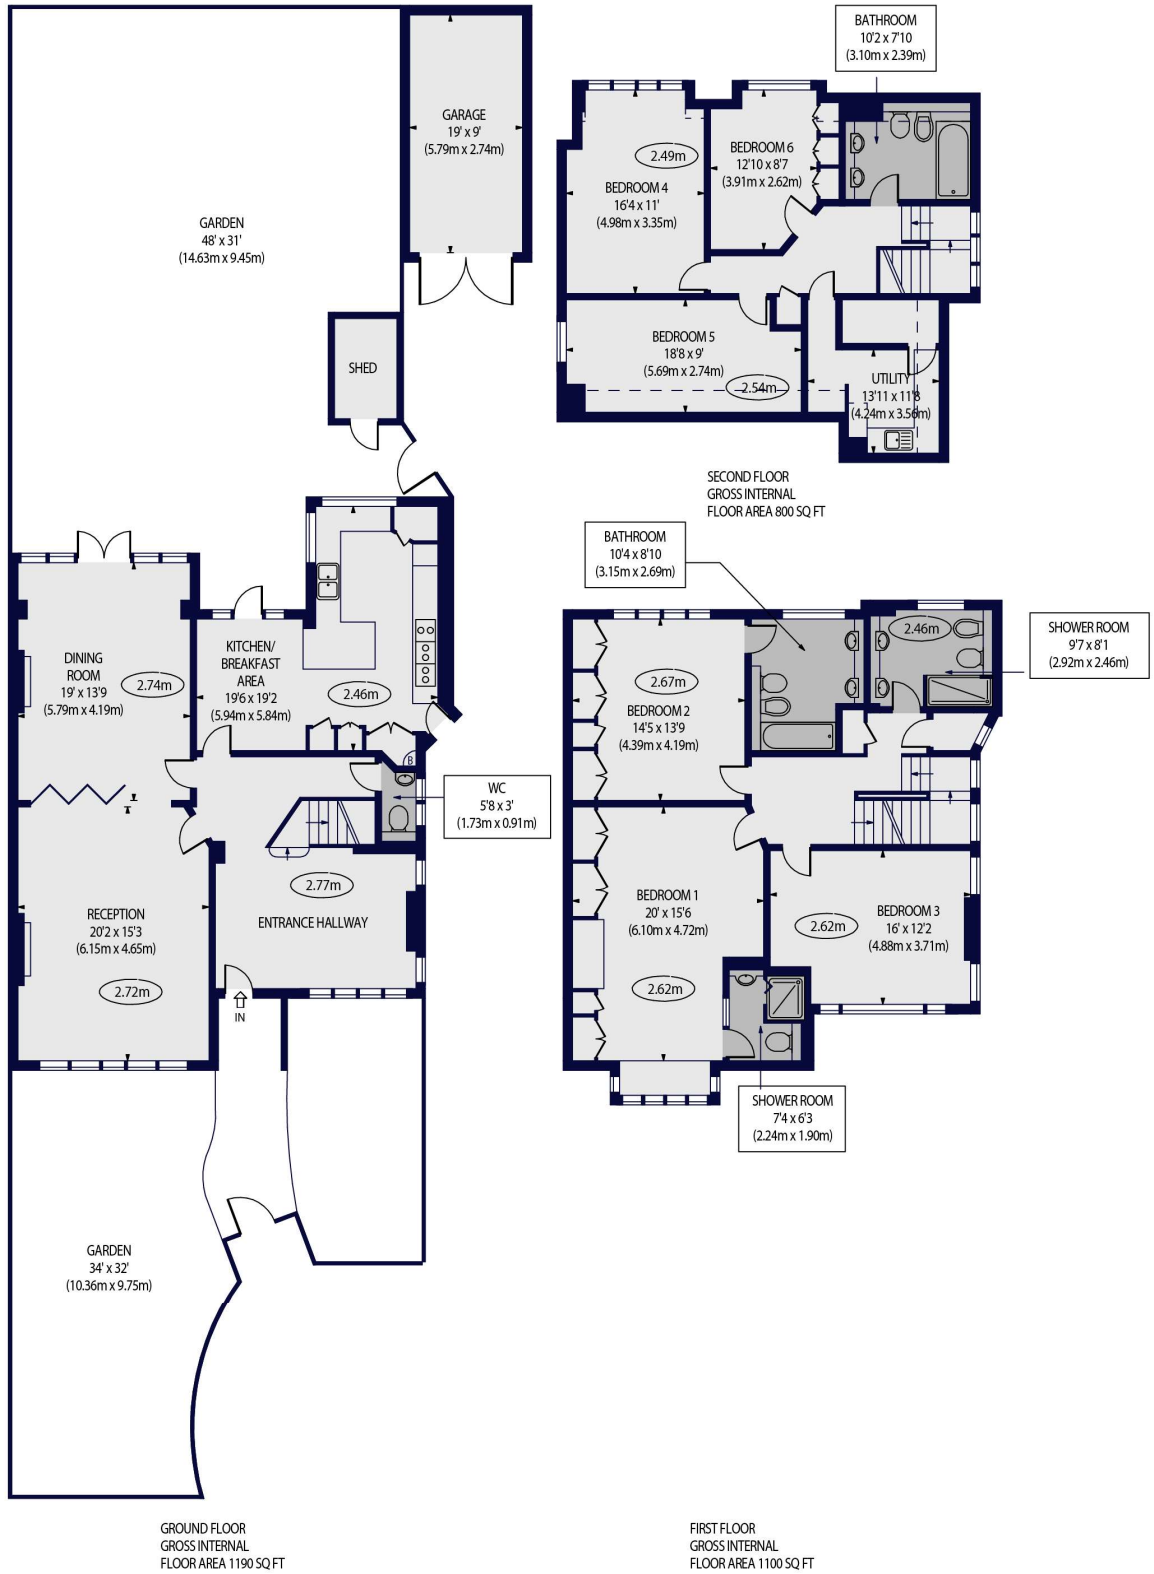 BATHROOM
10'2 x 7'10
(3.10m x 2.39m)
GARAGE
19' x 9'
(5.79m x 2.74m)
GARDEN
48' x 31'
(14.63m x 9.45m)
2.49m
BEDROOM 4
16'4 x 11'
(4.98m x 3.35m)
BEDROOM 6
12'10 x 8'7
(3.91m x 2.62m)
SHED
BEDROOM 5
18'8 x 9'
(5.69m x 2.74m)
2.54m
UTILITY
13'11 x 11'8
(4.24m x 3.56m)
SECOND FLOOR
GROSS INTERNAL
FLOOR AREA 800 SQ FT
BATHROOM
10'4 x 8'10
(3.15m x 2.69m)
DINING
ROOM
19' x 13'9
(5.79m x 4.19m)
2.74m
KITCHEN/
BREAKFAST
AREA
19'6 x 19'2
(5.94m x 5.84m)
2.46m
B
2.67m
BEDROOM 2
14'5 x 13'9
(4.39m x 4.19m)
2.46m
SHOWER ROOM
9'7 x 8'1
(2.92m x 2.46m)
WC
5'8 x 3'
(1.73m x 0.91m)
RECEPTION
20'2 x 15'3
(6.15m x 4.65m)
2.72m
2.77m
ENTRANCE HALLWAY
IN
BEDROOM 1
20' x 15'6
(6.10m x 4.72m)
2.62m
2.62m
BEDROOM 3
16' x 12'2
(4.88m x 3.71m)
SHOWER ROOM
7'4 x 6'3
(2.24m x 1.90m)
GARDEN
34' x 32'
(10.36m x 9.75m)
GROUND FLOOR
GROSS INTERNAL
FLOOR AREA 1190 SQ FT
FIRST FLOOR
GROSS INTERNAL
FLOOR AREA 1100 SQ FT